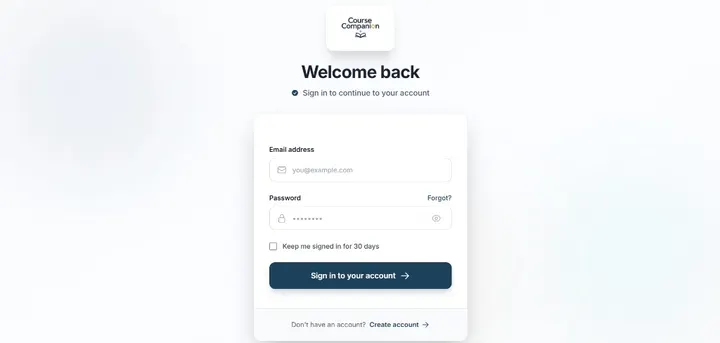 Course
Companion
Welcome back
Sign in to continue to your account
Email address
you@example.com
Password Forgot?
••••••••
Keep me signed in for 30 days
Sign in to your account →
Don't have an account? Create account →